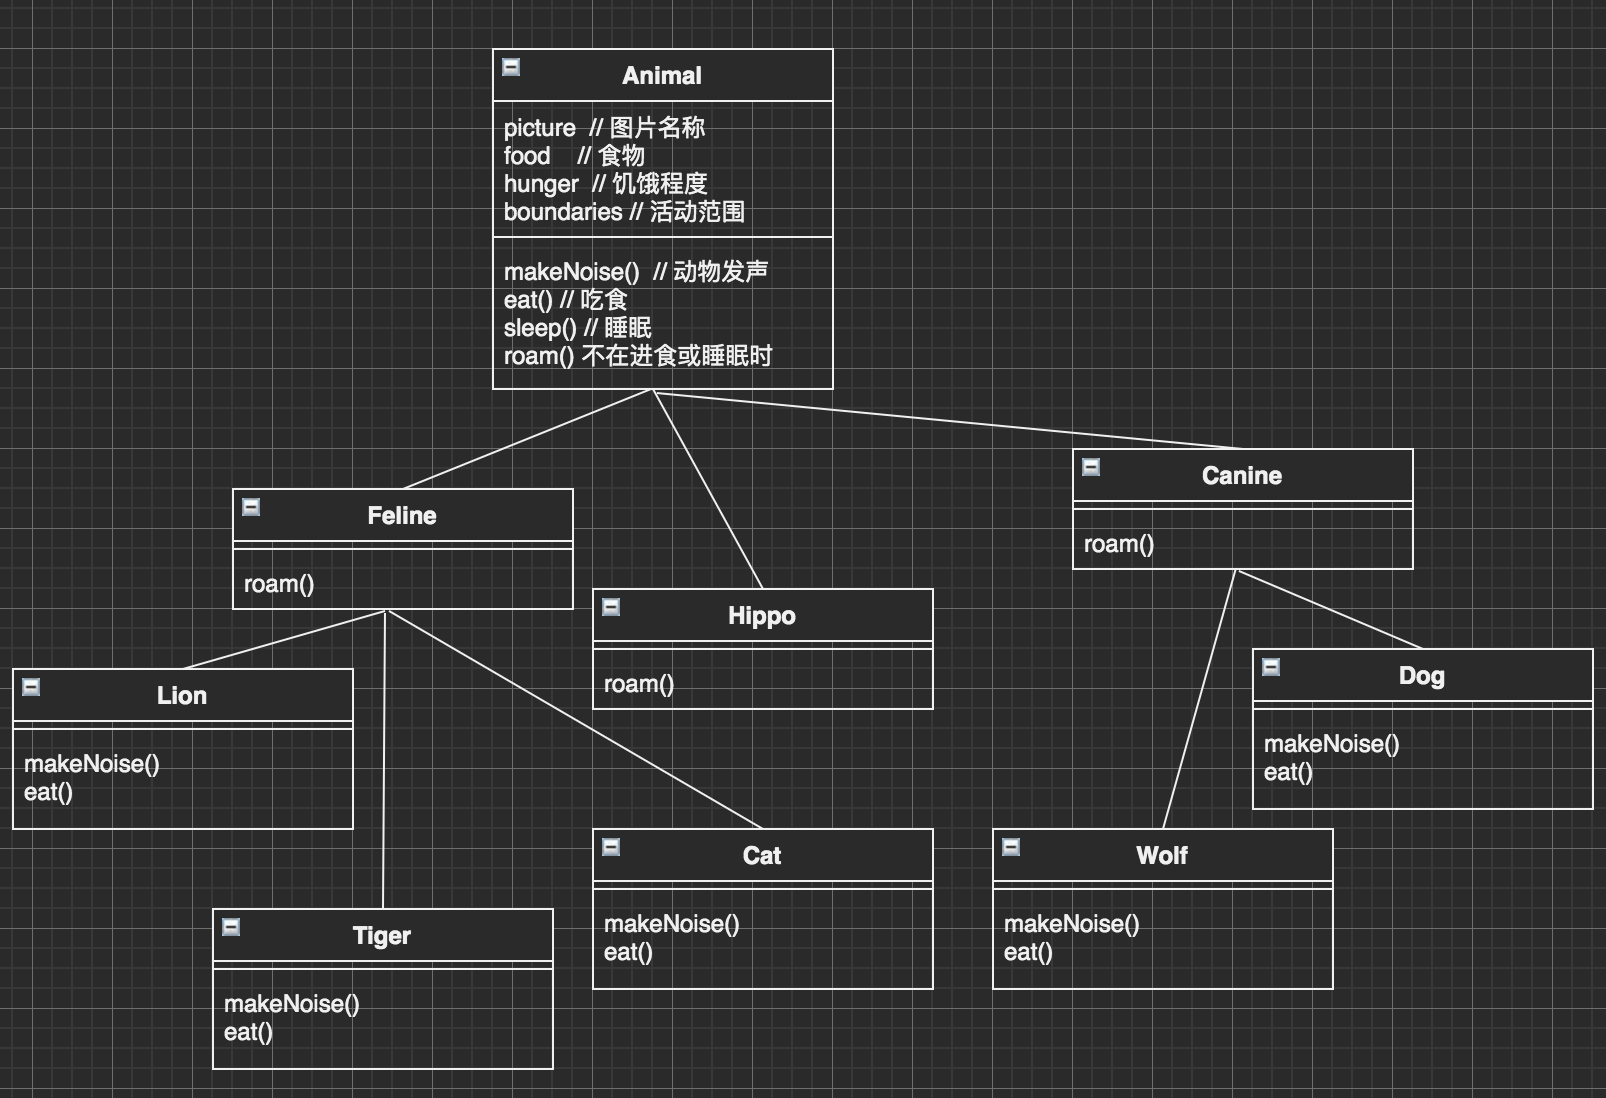 Animal
picture  // 图片名称
food    // 食物
hunger  // 饥饿程度
boundaries // 活动范围
makeNoise()  // 动物发声
eat() // 吃食
sleep() // 睡眠
roam() 不在进食或睡眠时
Feline
roam()
Hippo
roam()
Canine
roam()
Lion
makeNoise()
eat()
Tiger
makeNoise()
eat()
Cat
makeNoise()
eat()
Wolf
makeNoise()
eat()
Dog
makeNoise()
eat()